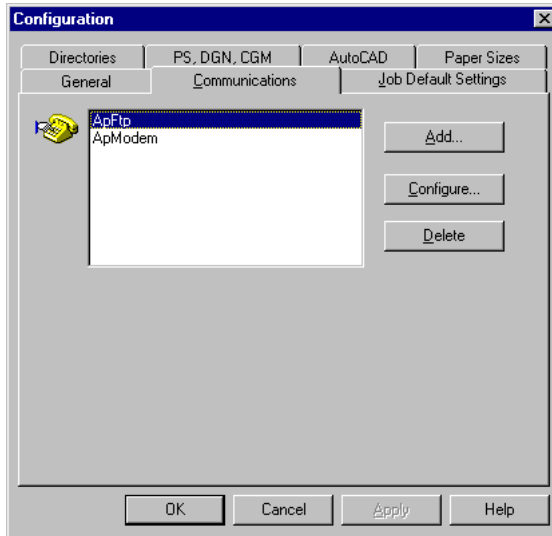 Configuration
Directories PS, DGN, CGM AutoCAD Paper Sizes
General Communications Job Default Settings
ApFtp
ApModem
Add...
Configure...
Delete
OK Cancel Apply Help